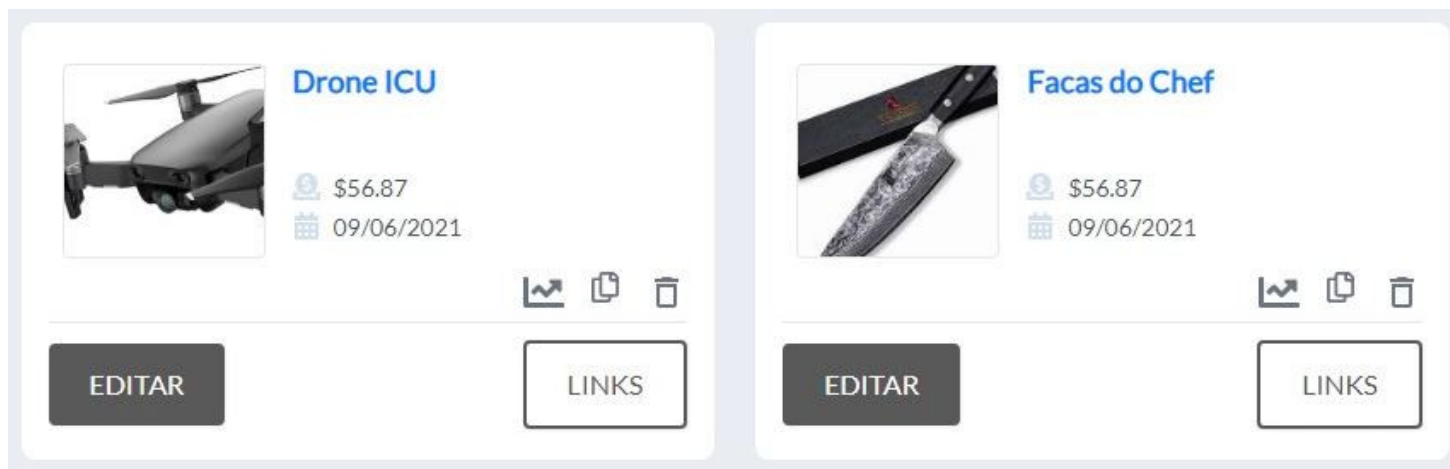 Drone ICU
$56.87
09/06/2021
EDITAR
LINKS
Facas do Chef
$56.87
09/06/2021
EDITAR
LINKS